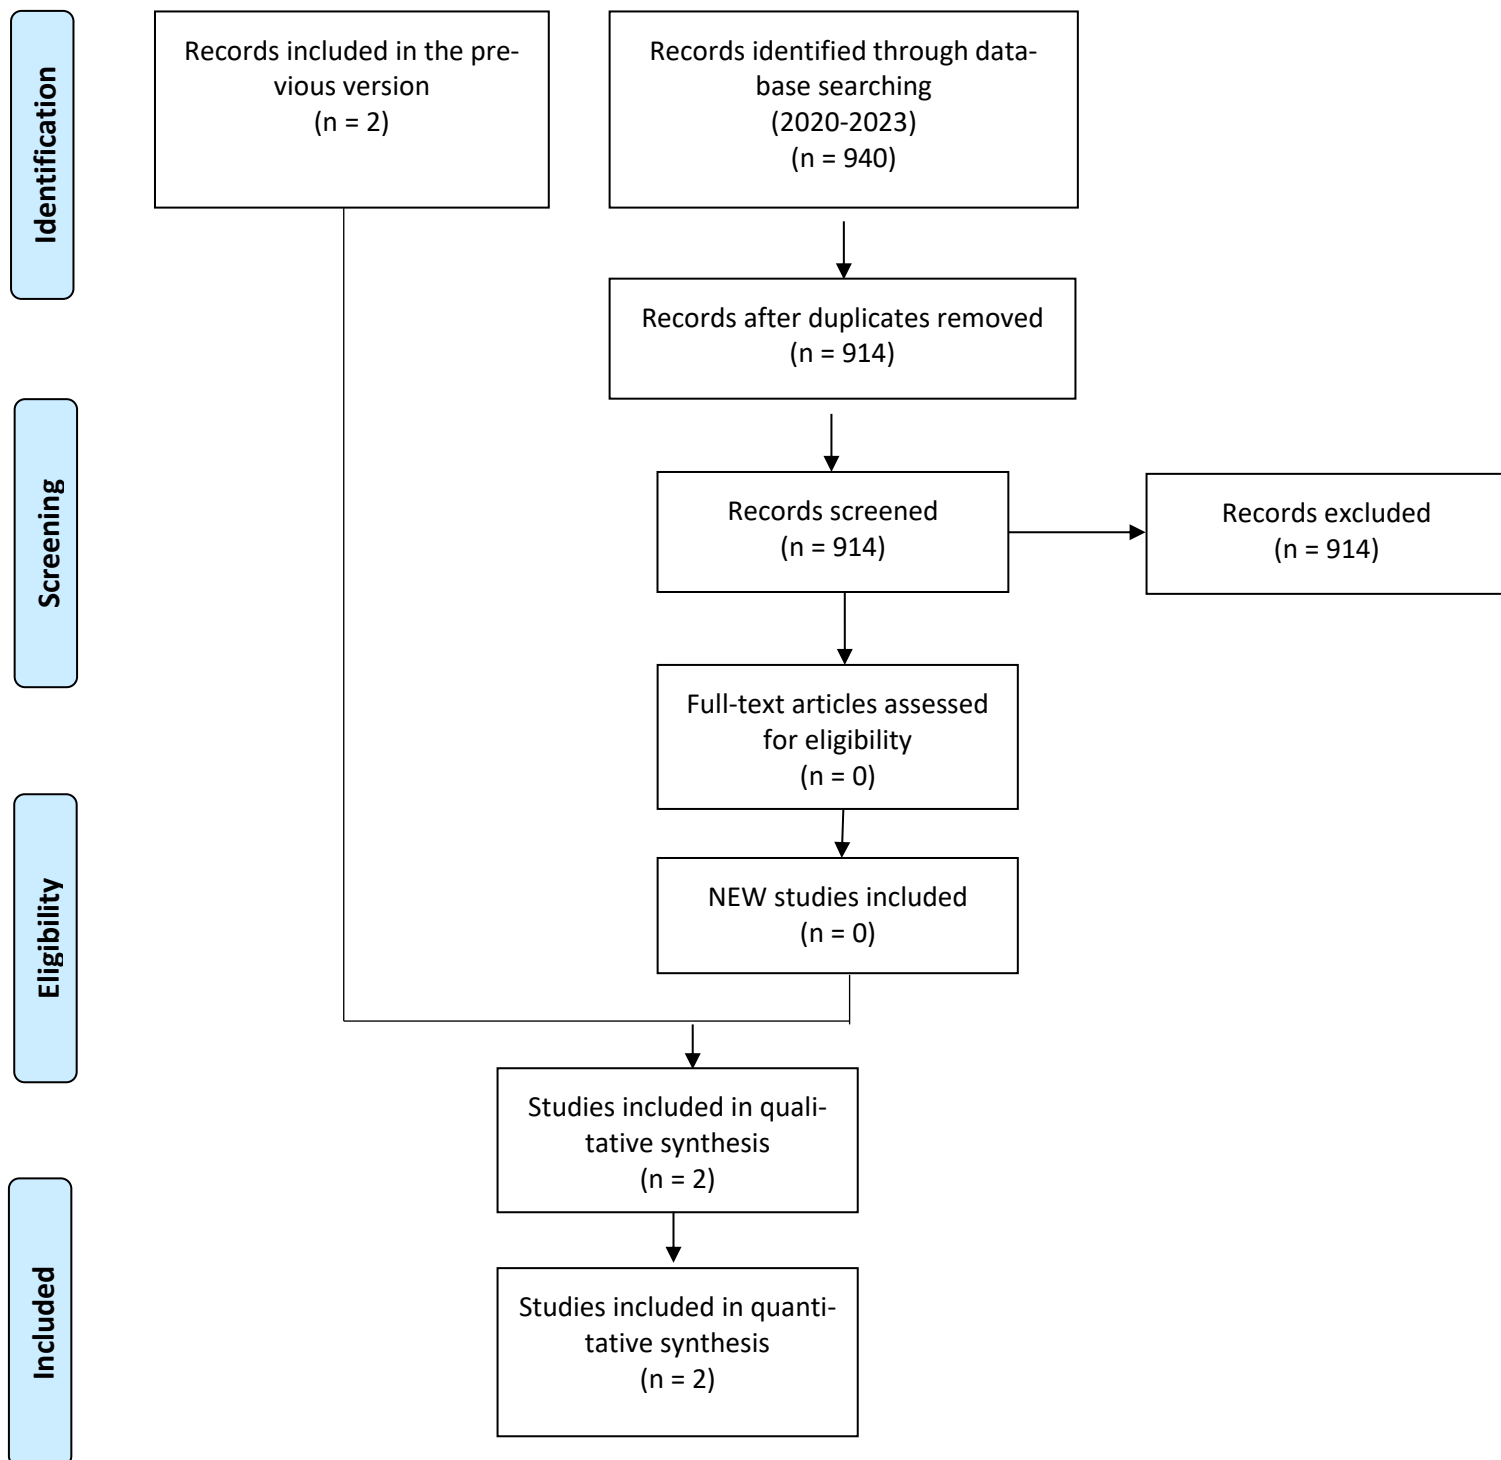 Identification
Records included in the pre-
vious version
(n = 2)
Records identified through data-
base searching
(2020-2023)
(n = 940)
Records after duplicates removed
(n = 914)
Screening
Records screened
(n = 914)
Records excluded
(n = 914)
Full-text articles assessed
for eligibility
(n = 0)
Eligibility
NEW studies included
(n = 0)
Studies included in quali-
tative synthesis
(n = 2)
Included
Studies included in quanti-
tative synthesis
(n = 2)